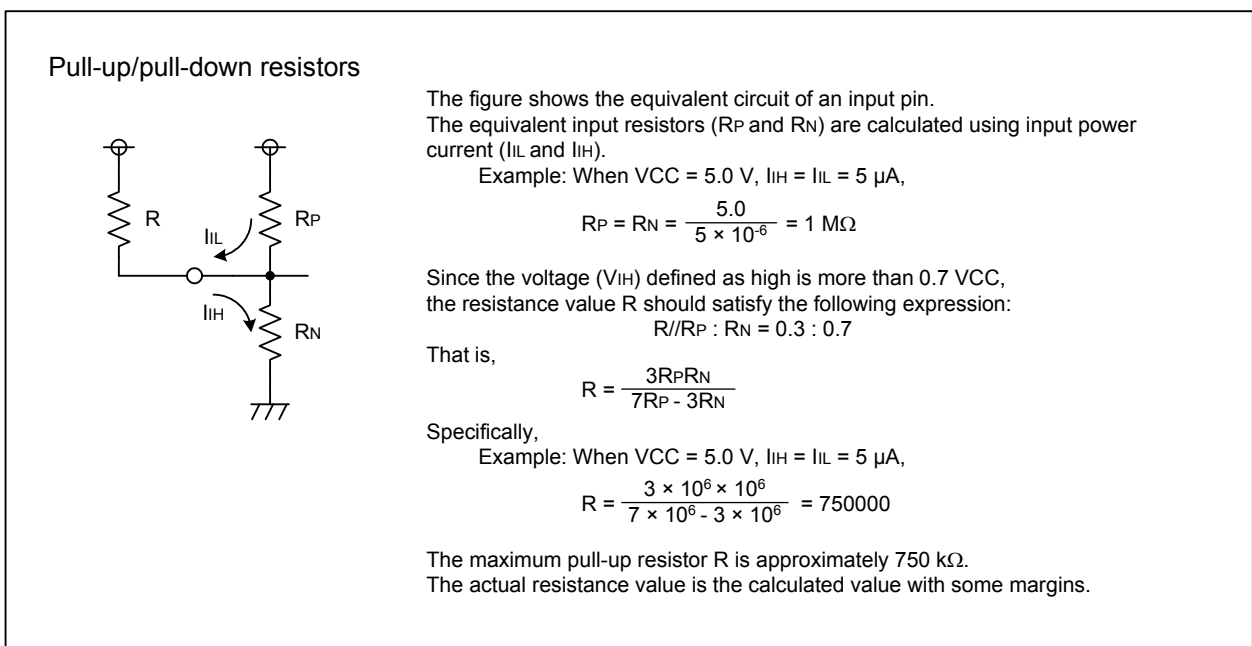 Pull-up/pull-down resistors
The figure shows the equivalent circuit of an input pin.
The equivalent input resistors (RP and RN) are calculated using input power
current (IIL and IIH).
Example: When VCC = 5.0 V, IIH = IIL = 5 µA,
RP = RN = 5.0 / 5 × 10⁻⁶ = 1 MΩ
R
RP
IIL
IIH
RN
Since the voltage (VIH) defined as high is more than 0.7 VCC,
the resistance value R should satisfy the following expression:
R//RP : RN = 0.3 : 0.7
That is,
R = 3RPRN / 7RP - 3RN
Specifically,
Example: When VCC = 5.0 V, IIH = IIL = 5 µA,
R = 3 × 10⁶ × 10⁶ / 7 × 10⁶ - 3 × 10⁶ = 750000
The maximum pull-up resistor R is approximately 750 kΩ.
The actual resistance value is the calculated value with some margins.